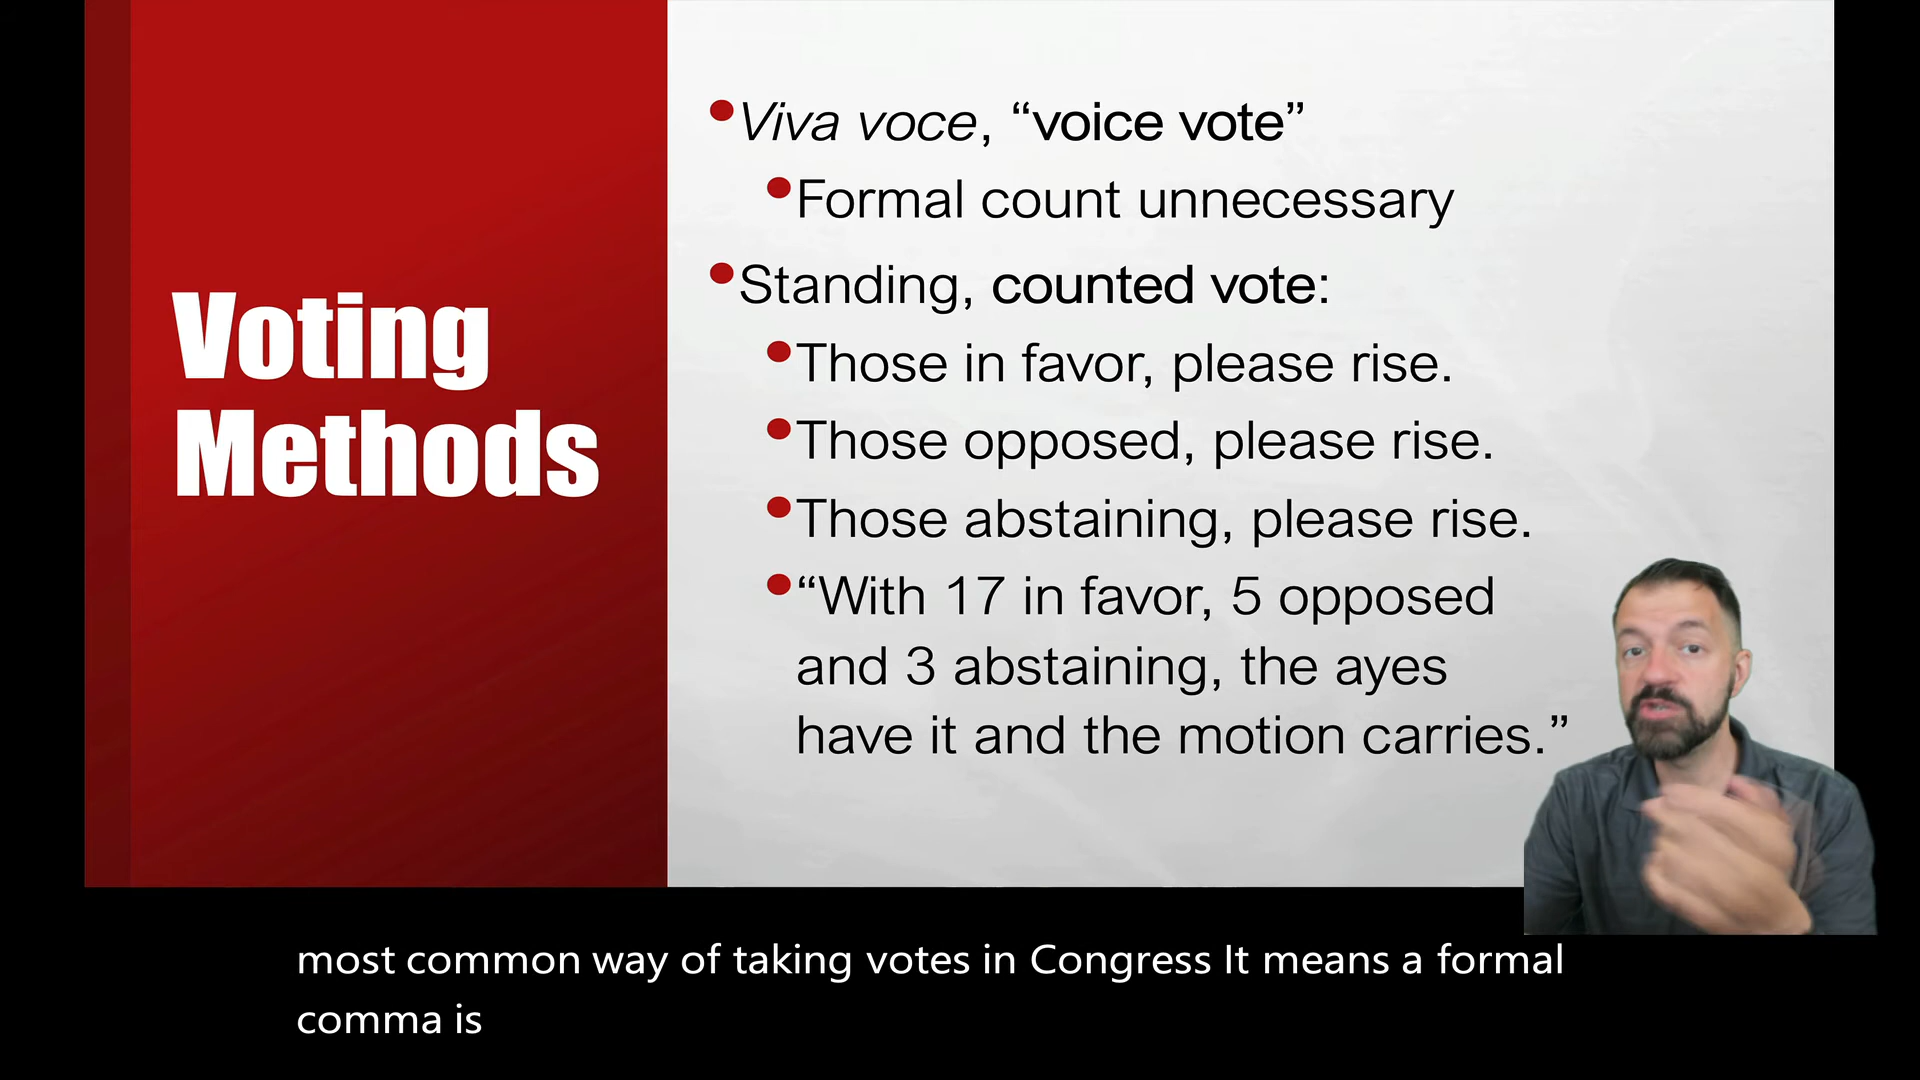 Voting
Methods
•Viva voce, “voice vote”
•Formal count unnecessary
•Standing, counted vote:
•Those in favor, please rise.
•Those opposed, please rise.
•Those abstaining, please rise.
•“With 17 in favor, 5 opposed
and 3 abstaining, the ayes
have it and the motion carries.”
most common way of taking votes in Congress It means a formal
comma is